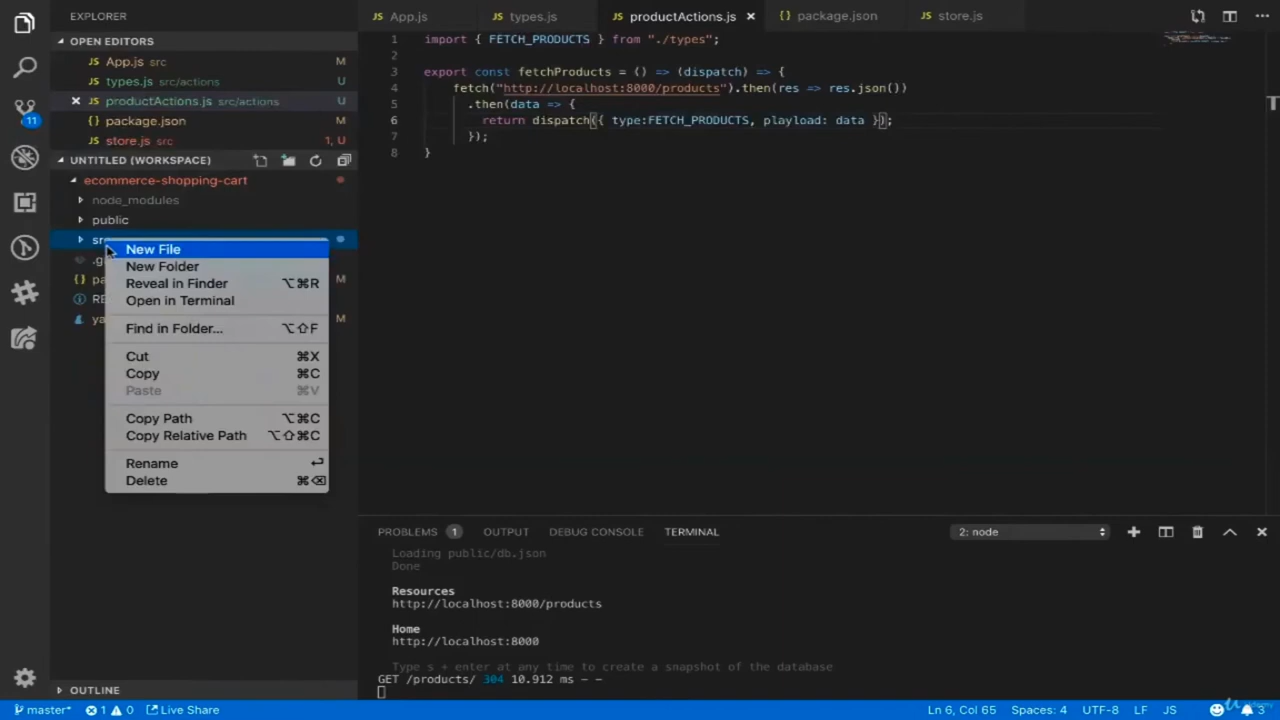 EXPLORER
OPEN EDITORS
JS App.js src M
JS types.js src/actions U
JS productActions.js src/actions U
{} package.json M
JS store.js src 1, U
UNTITLED (WORKSPACE)
ecommerce-shopping-cart
node_modules
public
New File
New Folder
Reveal in Finder ⌥⌘R
Open in Terminal
Find in Folder... ⌥⇧F
Cut ⌘X
Copy ⌘C
Paste ⌘V
Copy Path ⌥⌘C
Copy Relative Path ⌥⇧⌘C
Rename ↩
Delete ⌘⌫
M
M
OUTLINE
11
JS App.js
JS types.js
JS productActions.js
{} package.json
JS store.js
1 import { FETCH_PRODUCTS } from "./types";
2
3 export const fetchProducts = () => (dispatch) => {
4 fetch("http://localhost:8000/products").then(res => res.json())
5 .then(data => {
6 return dispatch({ type:FETCH_PRODUCTS, playload: data });
7 });
8 }
PROBLEMS 1 OUTPUT DEBUG CONSOLE TERMINAL 2: node
Loading public/db.json
Done
Resources
http://localhost:8000/products
Home
http://localhost:8000
Type s + enter at any time to create a snapshot of the database
GET /products/ 304 10.912 ms - -
master* 1 0 Live Share Ln 6, Col 65 Spaces: 4 UTF-8 LF JS 3